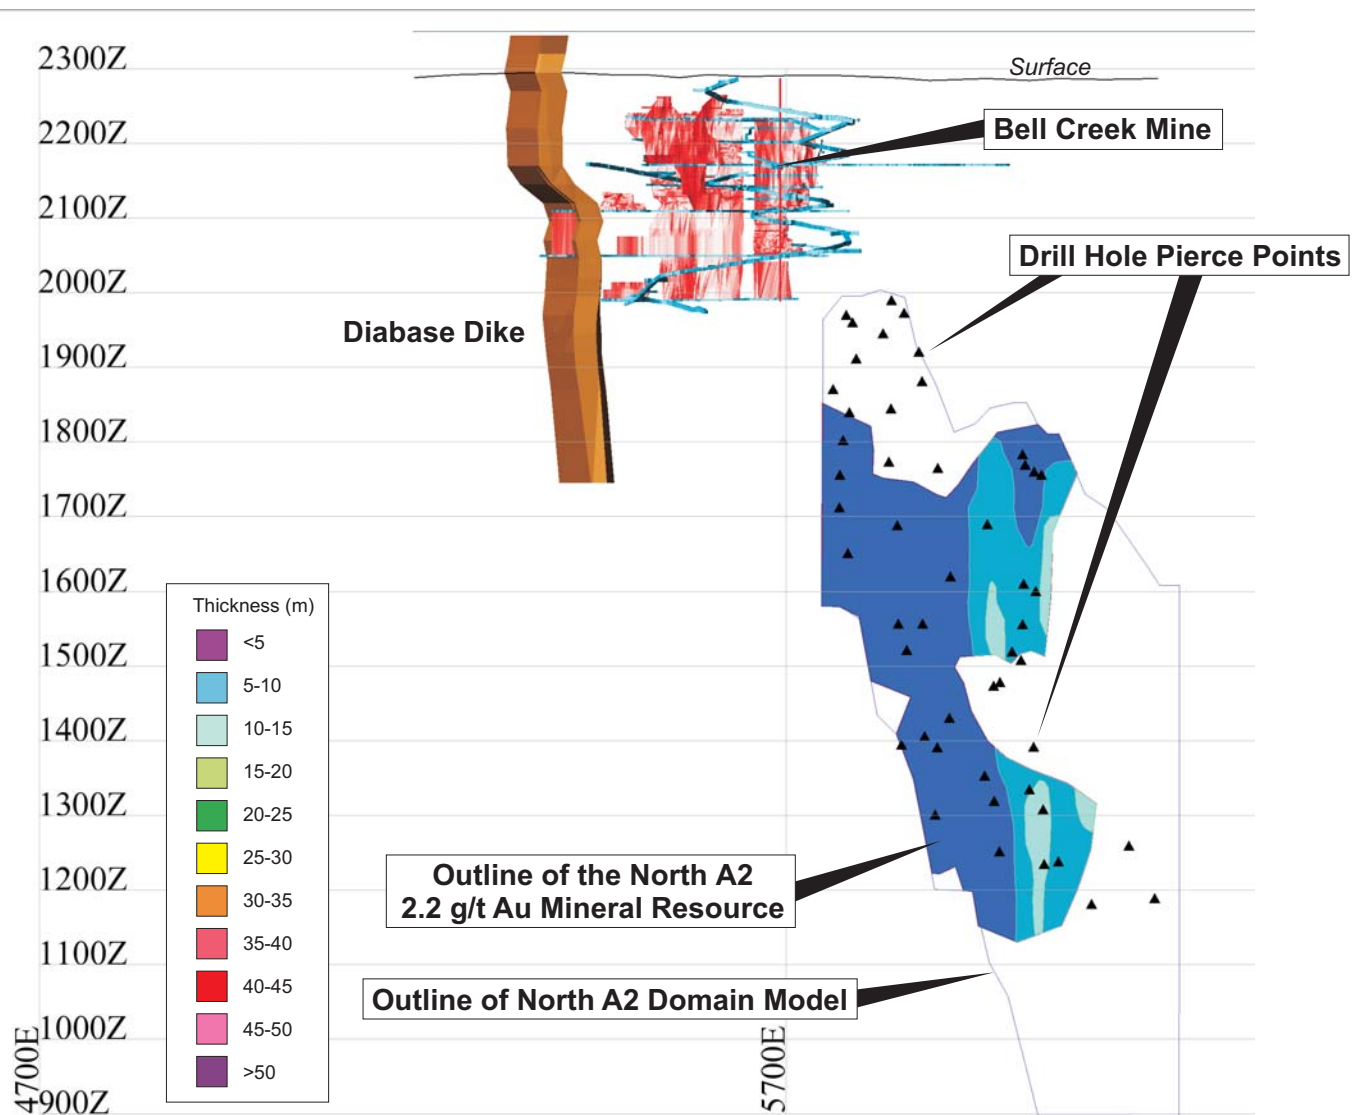 2300Z
Surface
2200Z
Bell Creek Mine
2100Z
Drill Hole Pierce Points
2000Z
Diabase Dike
1900Z
1800Z
1700Z
1600Z
Thickness (m)
<5
5-10
10-15
15-20
20-25
25-30
30-35
35-40
40-45
45-50
>50
1500Z
1400Z
1300Z
1200Z
Outline of the North A2
2.2 g/t Au Mineral Resource
1100Z
Outline of North A2 Domain Model
1000Z
900Z
4700E
5700E